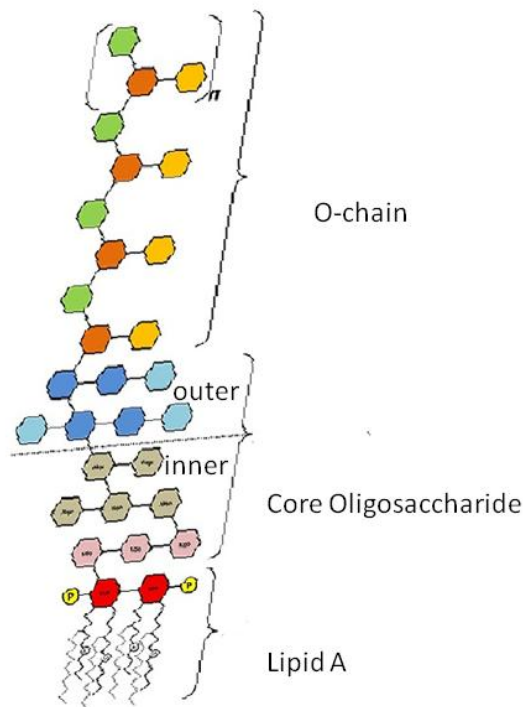 n
O-chain
outer
inner
Core Oligosaccharide
P
P
Lipid A